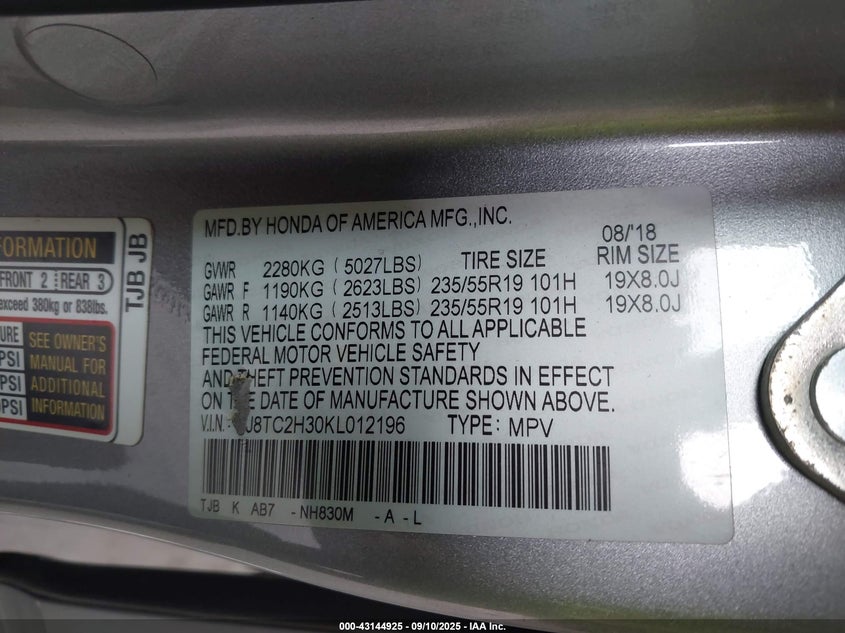 FORMATION
FRONT 2 REAR 3
exceed 380kg or 838lbs.
SEE OWNER'S
PSI MANUAL FOR
PSI ADDITIONAL
PSI INFORMATION
TJB JB
MFD.BY HONDA OF AMERICA MFG.,INC.
08/'18
TIRE SIZE RIM SIZE
GVWR 2280KG ( 5027LBS)
GAWR F 1190KG ( 2623LBS) 235/55R19 101H 19X8.0J
GAWR R 1140KG ( 2513LBS) 235/55R19 101H 19X8.0J
THIS VEHICLE CONFORMS TO ALL APPLICABLE
FEDERAL MOTOR VEHICLE SAFETY
AND THEFT PREVENTION STANDARDS IN EFFECT
ON THE DATE OF MANUFACTURE SHOWN ABOVE.
V.I.N.: J8TC2H30KL012196 TYPE: MPV
TJB K AB7 -NH830M -A-L
000-43144925 - 09/10/2025 - IAA Inc.